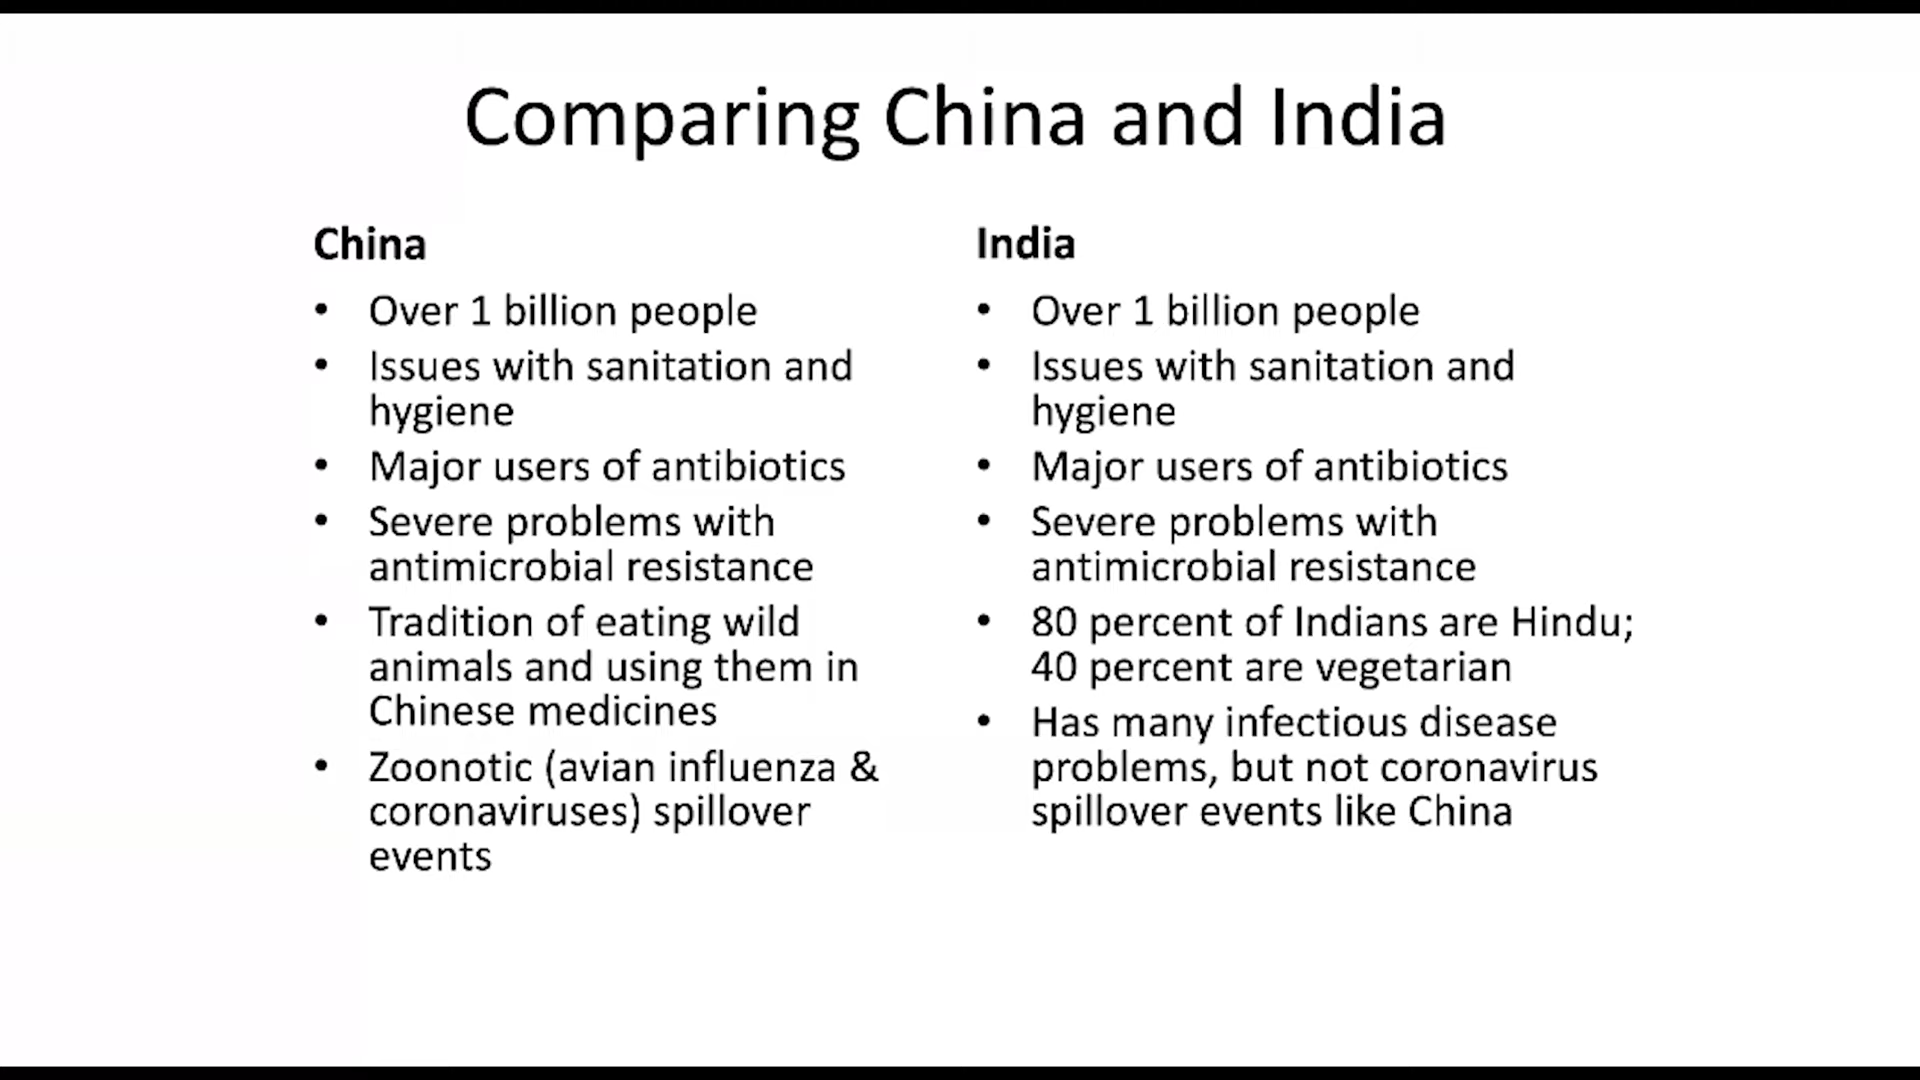 Comparing China and India
China
• Over 1 billion people
• Issues with sanitation and
hygiene
• Major users of antibiotics
• Severe problems with
antimicrobial resistance
• Tradition of eating wild
animals and using them in
Chinese medicines
• Zoonotic (avian influenza &
coronaviruses) spillover
events
India
• Over 1 billion people
• Issues with sanitation and
hygiene
• Major users of antibiotics
• Severe problems with
antimicrobial resistance
• 80 percent of Indians are Hindu;
40 percent are vegetarian
• Has many infectious disease
problems, but not coronavirus
spillover events like China